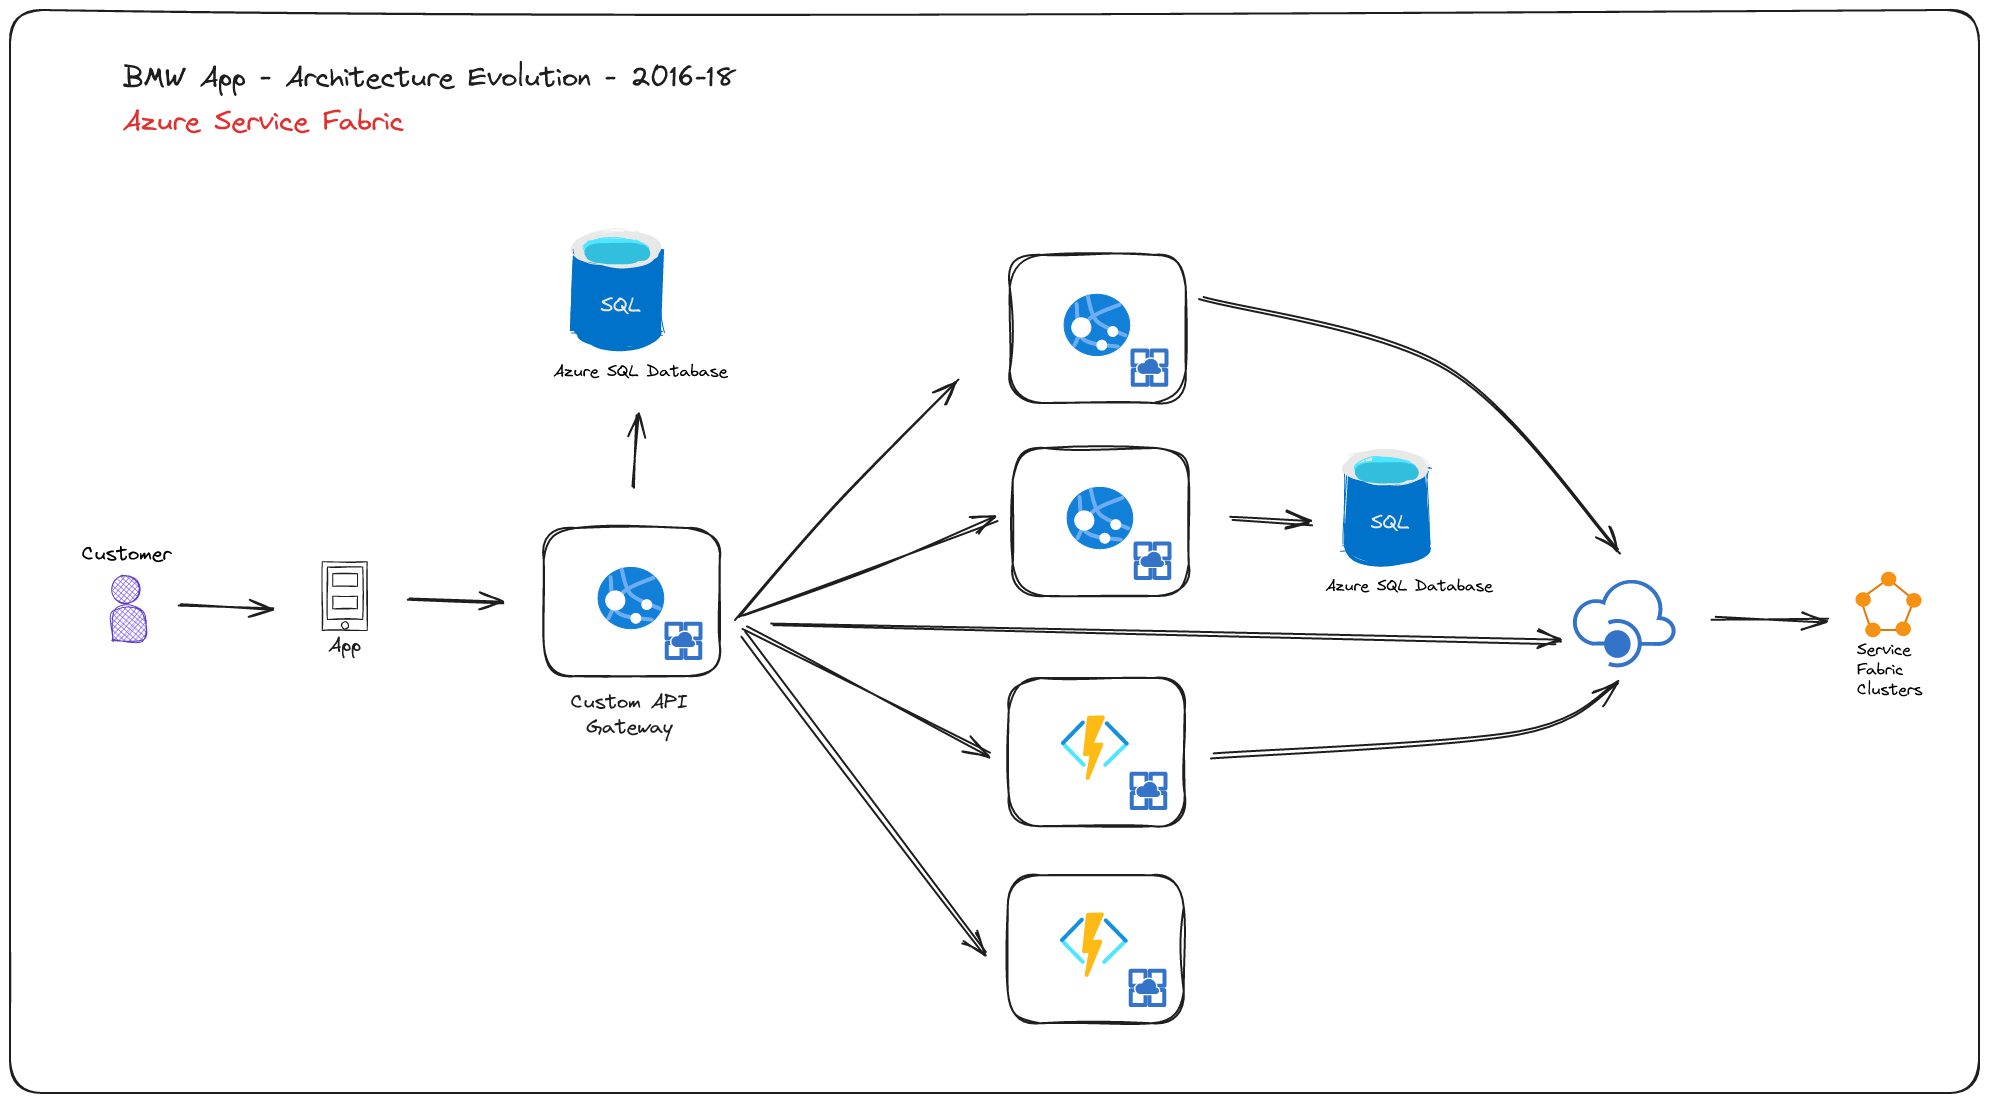 BMW App - Architecture Evolution - 2016-18
Azure Service Fabric
SQL
Azure SQL Database
Customer
App
Custom API
Gateway
SQL
Azure SQL Database
Service
Fabric
Clusters